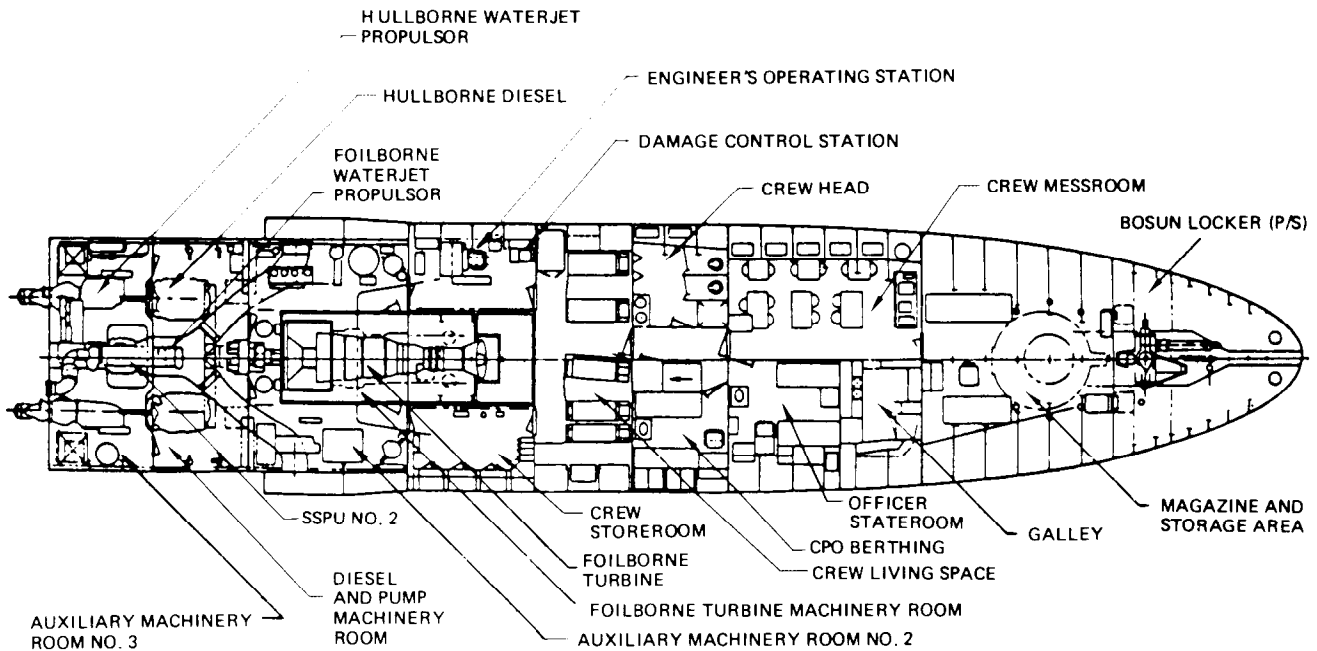 HULLBORNE WATERJET
PROPULSOR
HULLBORNE DIESEL
FOILBORNE
WATERJET
PROPULSOR
ENGINEER'S OPERATING STATION
DAMAGE CONTROL STATION
CREW HEAD
CREW MESSROOM
BOSUN LOCKER (P/S)
SSPU NO. 2
CREW
STOREROOM
OFFICER
STATEROOM
MAGAZINE AND
STORAGE AREA
GALLEY
CPO BERTHING
FOILBORNE
TURBINE
CREW LIVING SPACE
DIESEL
AND PUMP
MACHINERY
ROOM
FOILBORNE TURBINE MACHINERY ROOM
AUXILIARY MACHINERY
ROOM NO. 3
AUXILIARY MACHINERY ROOM NO. 2